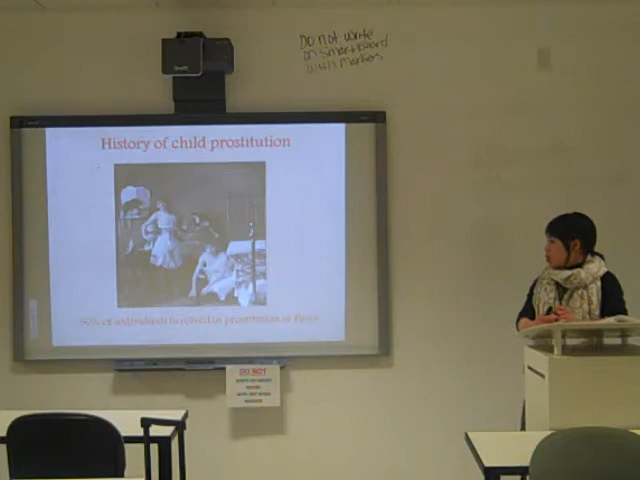 Do not write
on Smartboard
with markers
History of child prostitution
50% of individuals involved in prostitution in Paris
DO NOT